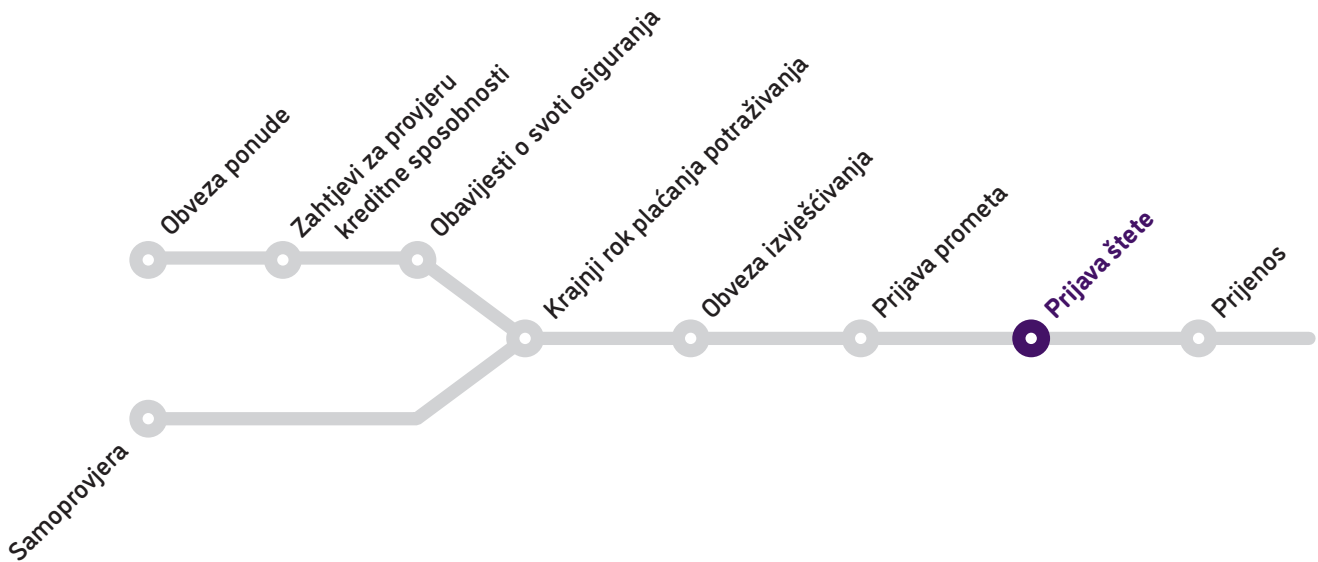 Obveza ponude
Zahtjevi za provjeru
kreditne sposobnosti
Obavijesti o svoti osiguranja
Krajnji rok plaćanja potraživanja
Obveza izvješćivanja
Prijava prometa
Prijava štete
Prijenos
Samoprovjera